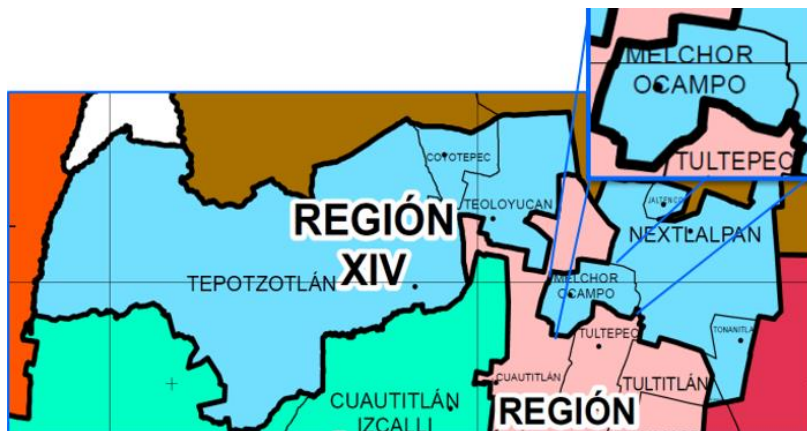 MELCHOR
OCAMPO
TULTEPEC
COYOTEPEC
TEOLOYUCAN
JALTENCO
REGIÓN
XIV
NEXTLALPAN
TEPOTZOTLÁN
MELCHOR
OCAMPO
TULTEPEC
TONANITLA
CUAUTITLÁN
TULTITLÁN
CUAUTITLÁN
IZCALLI
REGIÓN